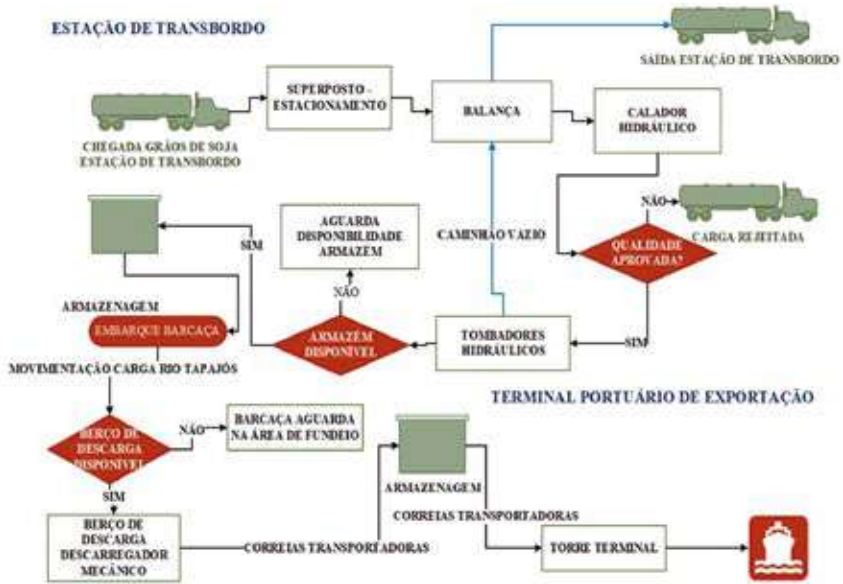 ESTAÇÃO DE TRANSBORDO
SAÍDA ESTAÇÃO DE TRANSBORDO
SUPERPOSTO -
ESTACIONAMENTO
BALANÇA
CALADOR
HIDRÁULICO
CHEGADA GRÃOS DE SOJA
ESTAÇÃO DE TRANSBORDO
NÃO
CARGA REJEITADA
QUALIDADE
APROVADA?
SIM
AGUARDA
DISPONIBILIDADE
ARMAZÉM
CAMINHÃO VAZIO
NÃO
ARMAZENAGEM
EMBARQUE BARCAÇA
ARMAZÉM
DISPONÍVEL
TOMBADORES
HIDRÁULICOS
SIM
MOVIMENTAÇÃO CARGA RIO TAPAJÓS
TERMINAL PORTUÁRIO DE EXPORTAÇÃO
BERÇO DE
DESCARGA
DISPONÍVEL
NÃO
BARCAÇA AGUARDA
NA ÁREA DE FUNDEIO
SIM
ARMAZENAGEM
CORREIAS TRANSPORTADORAS
BERÇO DE
DESCARGA
DESCARREGADOR
MECÂNICO
CORREIAS TRANSPORTADORAS
TORRE TERMINAL